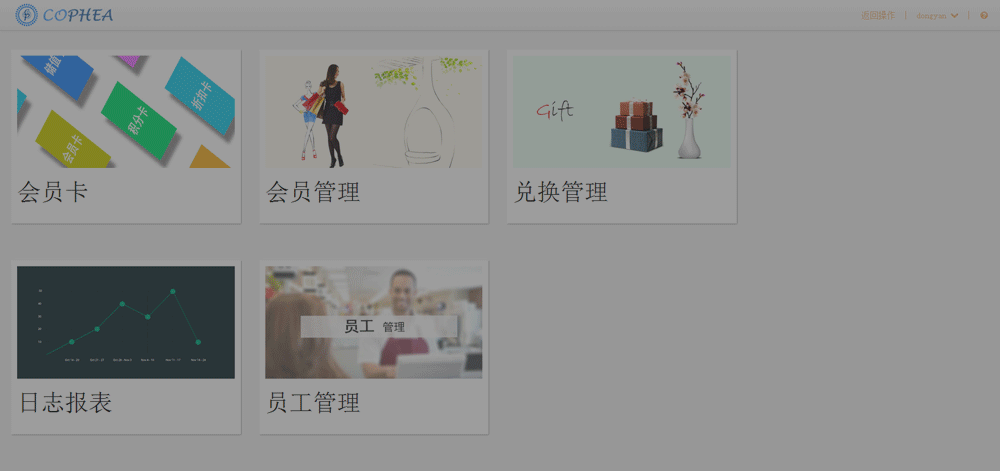 COPHEA
返回操作 | dongyun |
储值
折扣卡
积分卡
会员卡
Gift
会员卡
会员管理
兑换管理
员工 管理
日志报表
员工管理